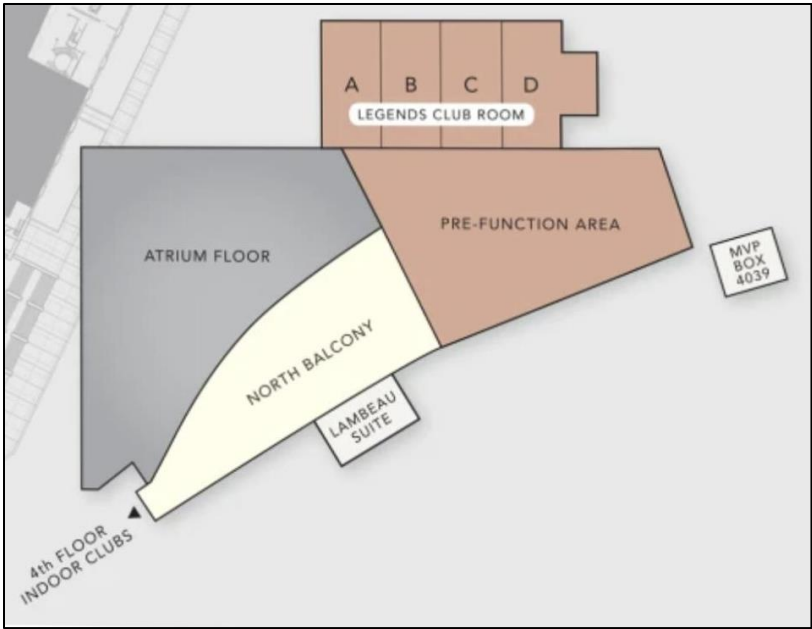 A B C D
LEGENDS CLUB ROOM
PRE-FUNCTION AREA
ATRIUM FLOOR
MVP
BOX
4039
NORTH BALCONY
LAMBEAU
SUITE
4th FLOOR
INDOOR CLUBS